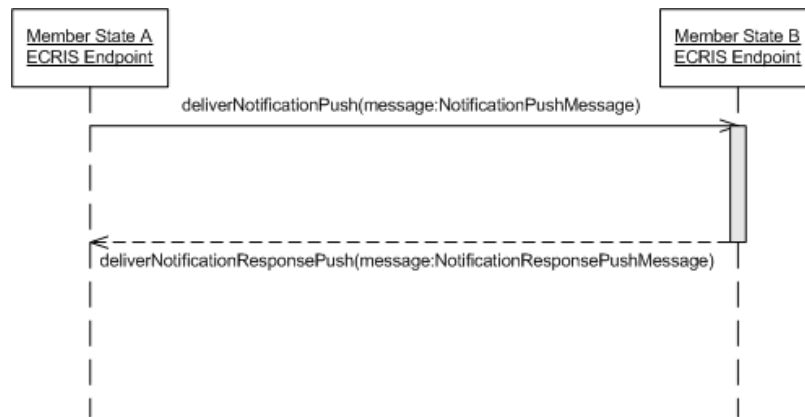 Member State A
ECRIS Endpoint
Member State B
ECRIS Endpoint
deliverNotificationPush(message:NotificationPushMessage)
deliverNotificationResponsePush(message:NotificationResponsePushMessage)